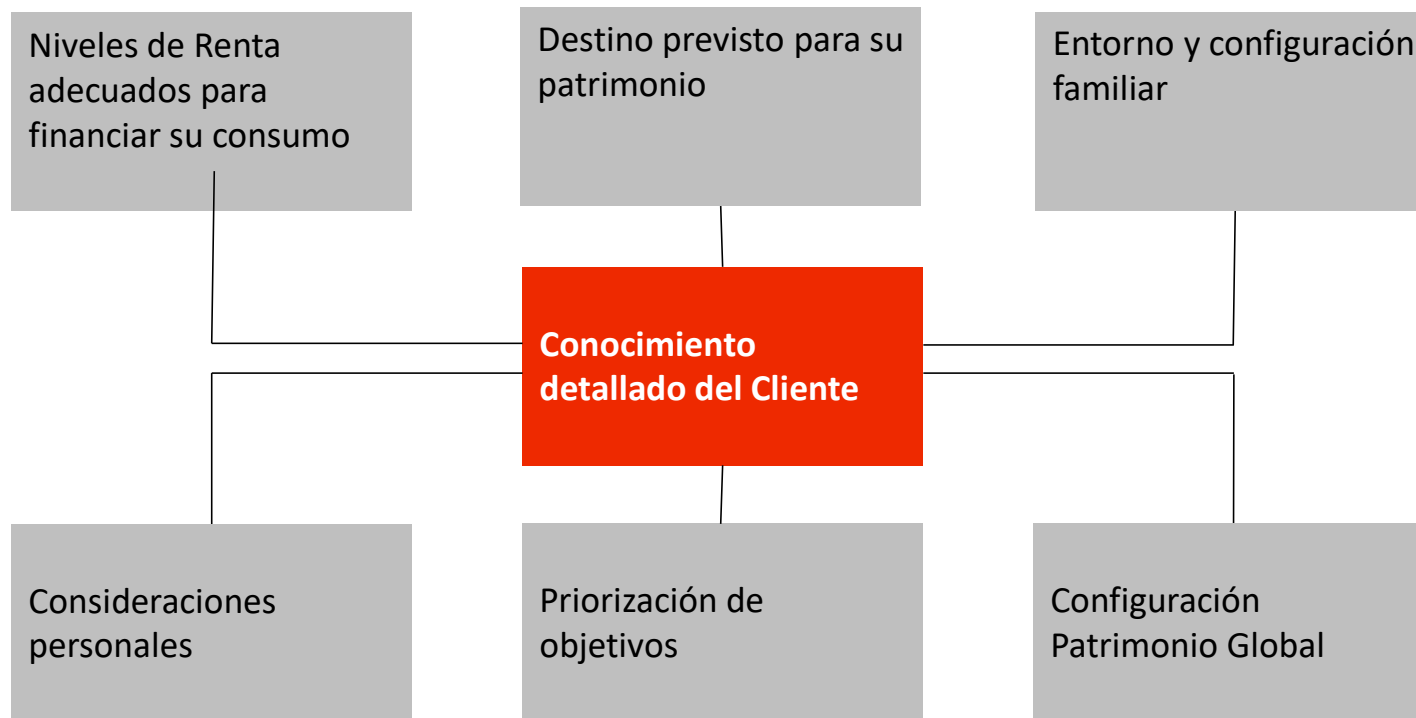 Niveles de Renta
adecuados para
financiar su consumo
Destino previsto para su
patrimonio
Entorno y configuración
familiar
Conocimiento
detallado del Cliente
Consideraciones
personales
Priorización de
objetivos
Configuración
Patrimonio Global